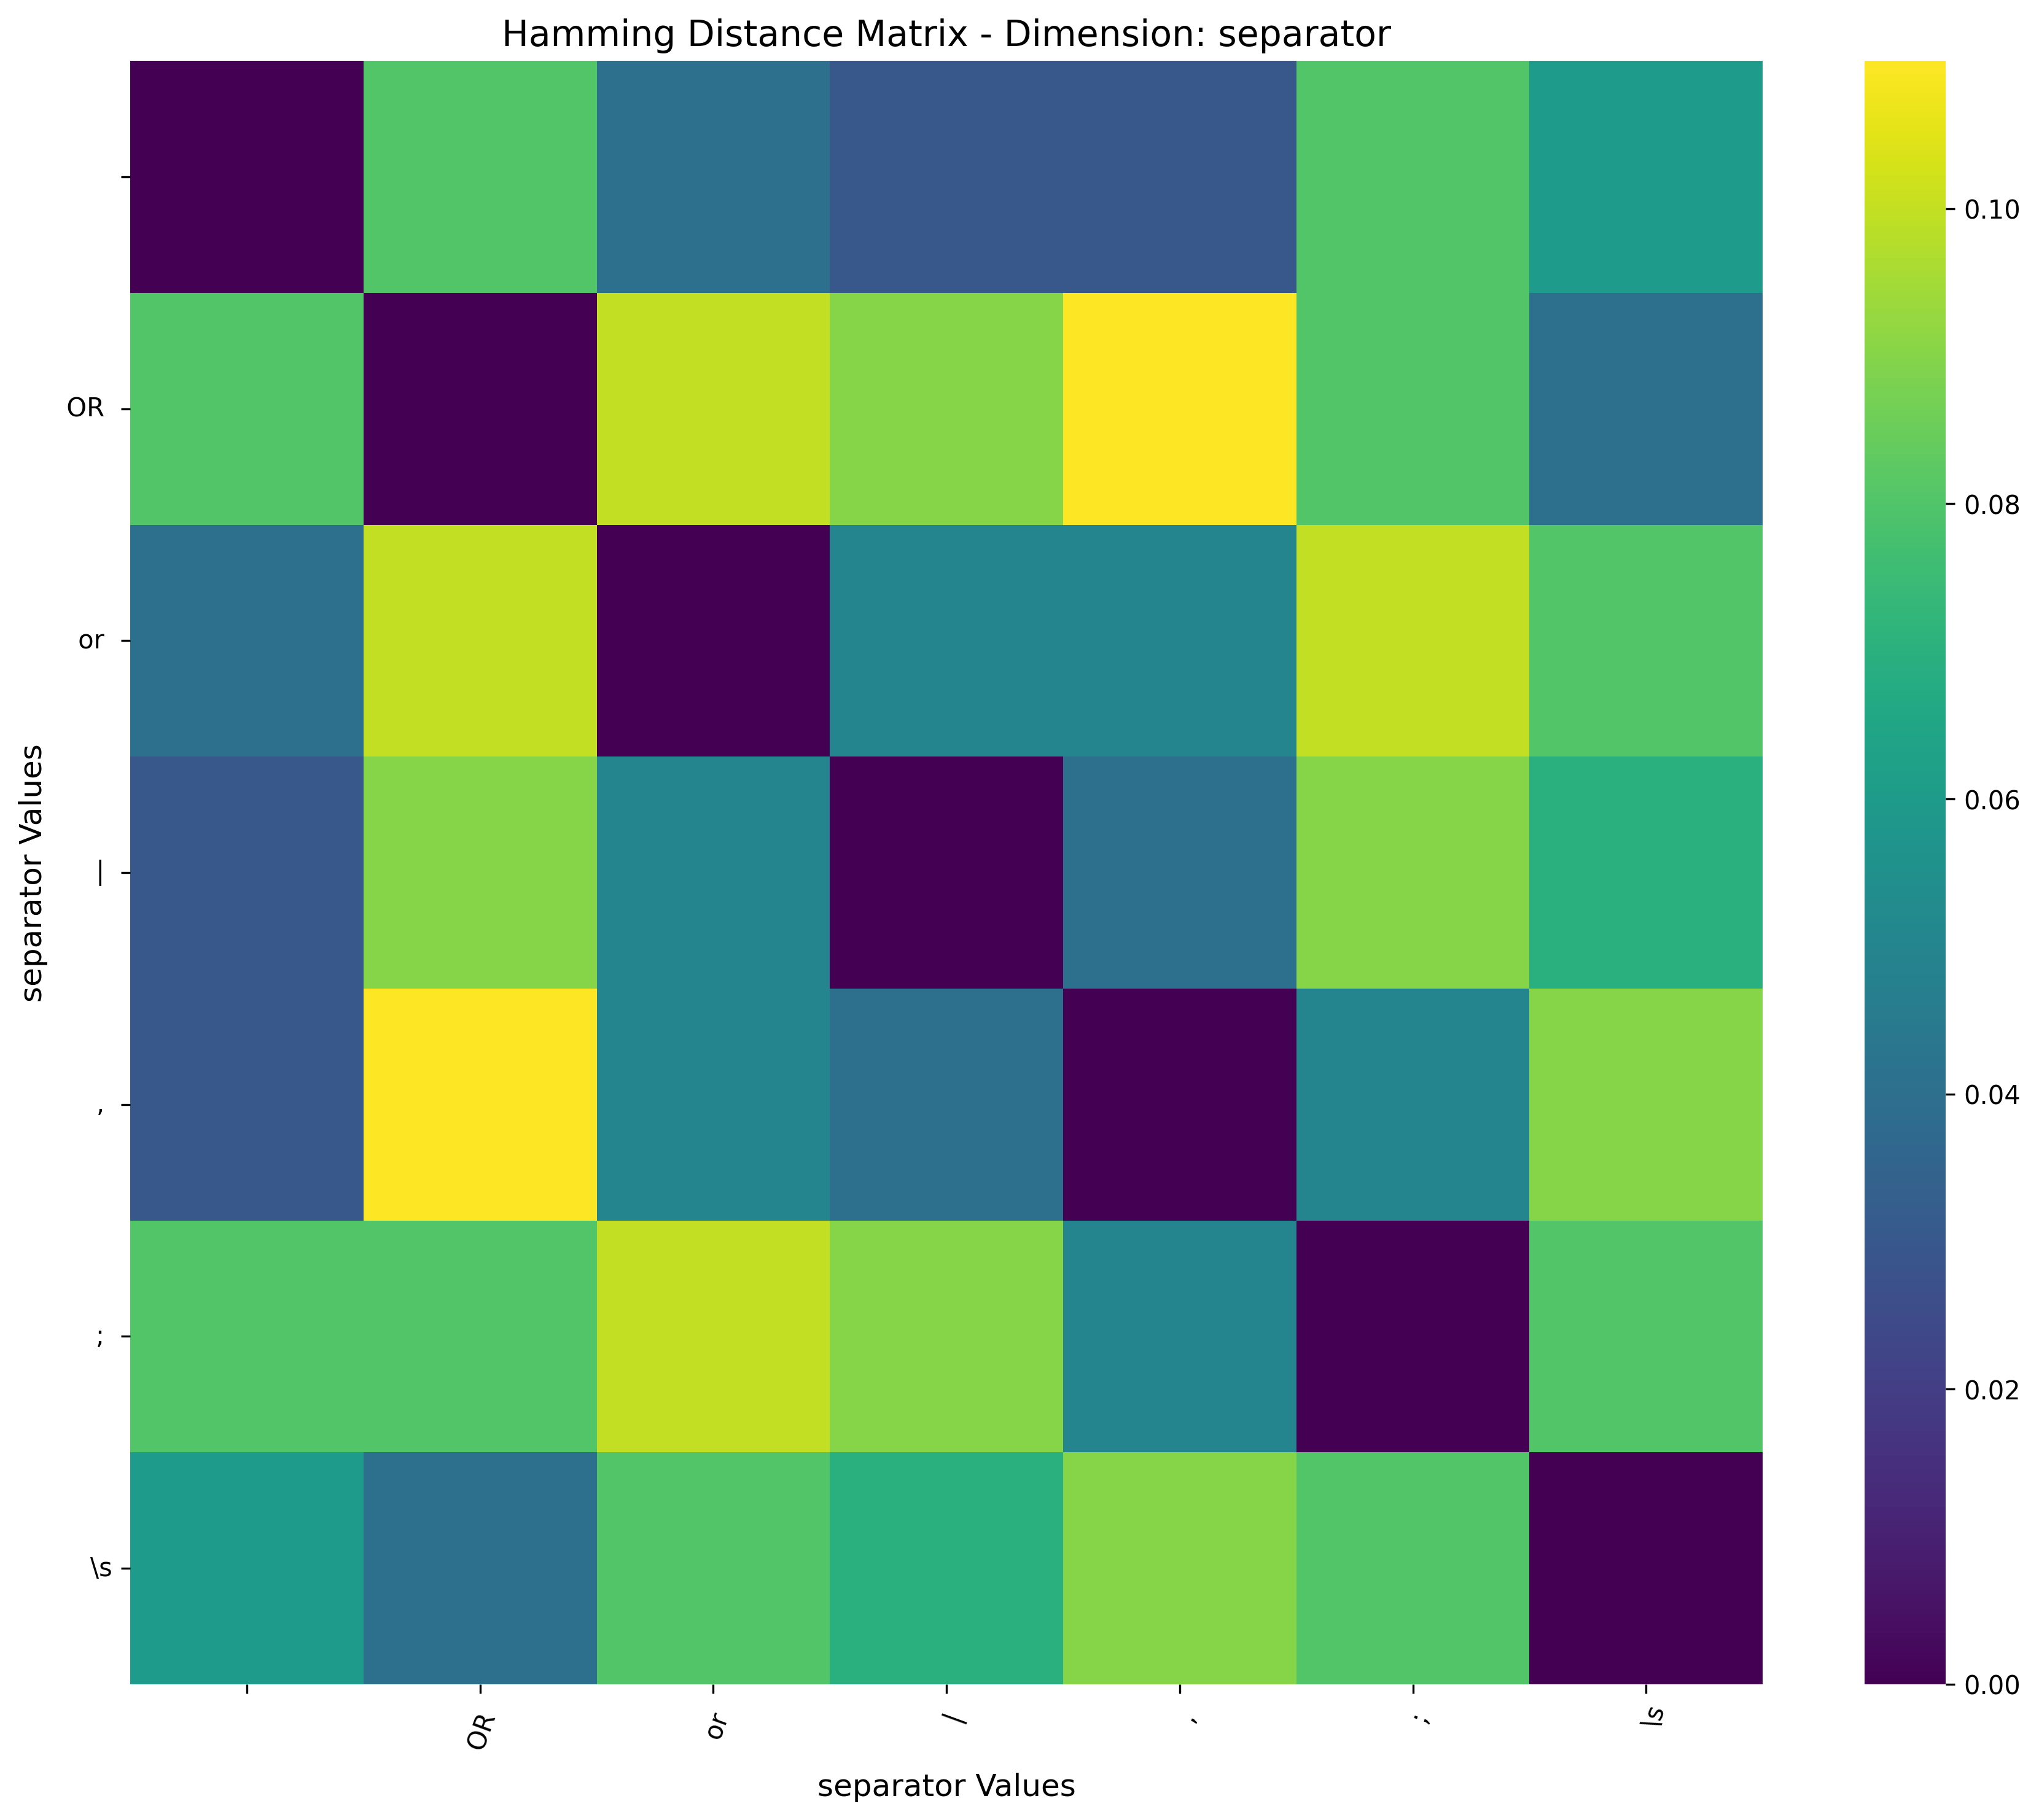 Hamming Distance Matrix - Dimension: separator
separator Values
OR
or
|
,
;
\s
OR
or
|
,
;
\s
separator Values
0.10
0.08
0.06
0.04
0.02
0.00